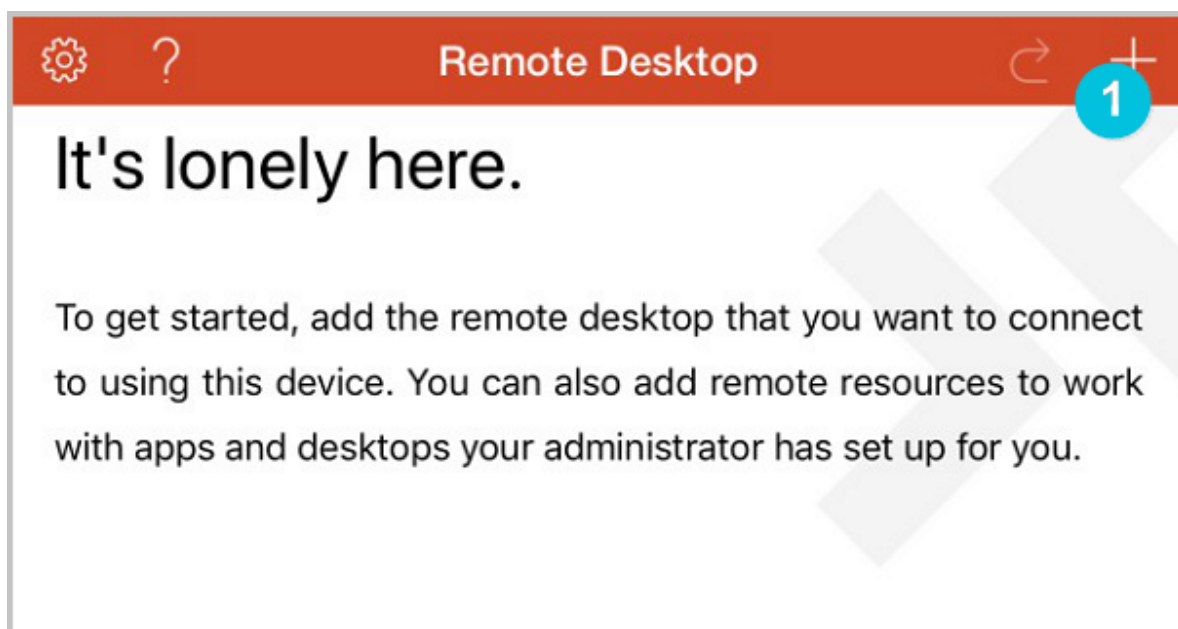 ? Remote Desktop
1
It's lonely here.
To get started, add the remote desktop that you want to connect
to using this device. You can also add remote resources to work
with apps and desktops your administrator has set up for you.